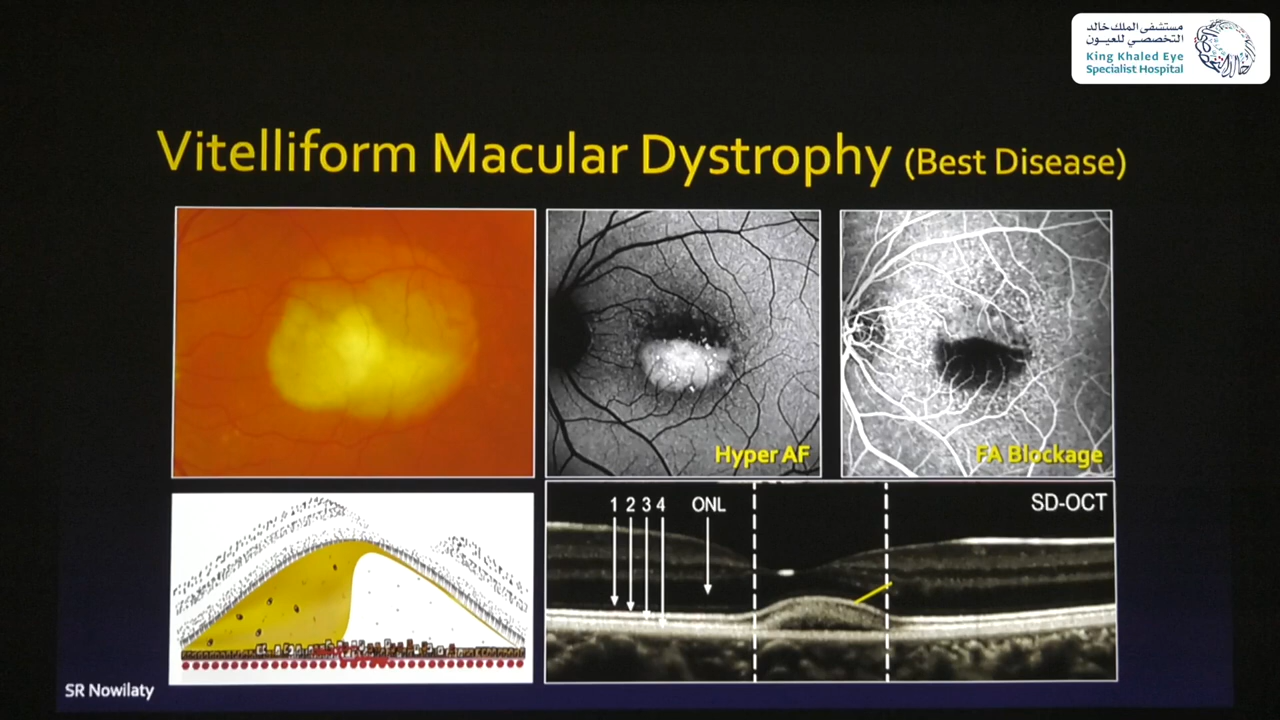 مستشفى الملك خالد
التخصصي للعيون
King Khaled Eye
Specialist Hospital
Vitelliform Macular Dystrophy (Best Disease)
Hyper AF
FA Blockage
1 2 3 4 ONL
SD-OCT
SR Nowilaty